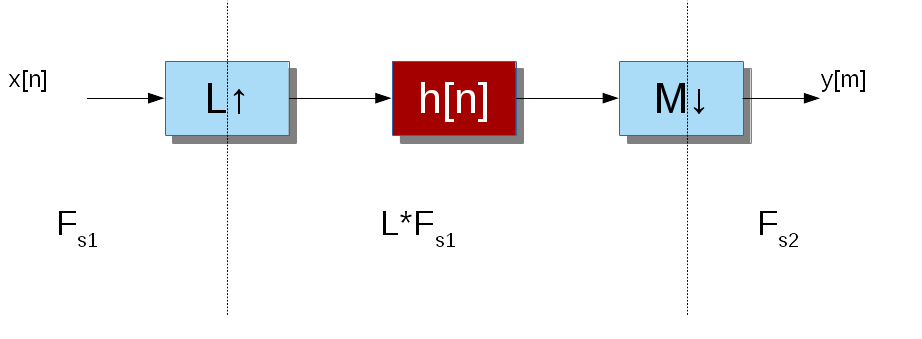 x[n]
L↑
h[n]
M↓
y[m]
Fs1
L*Fs1
Fs2